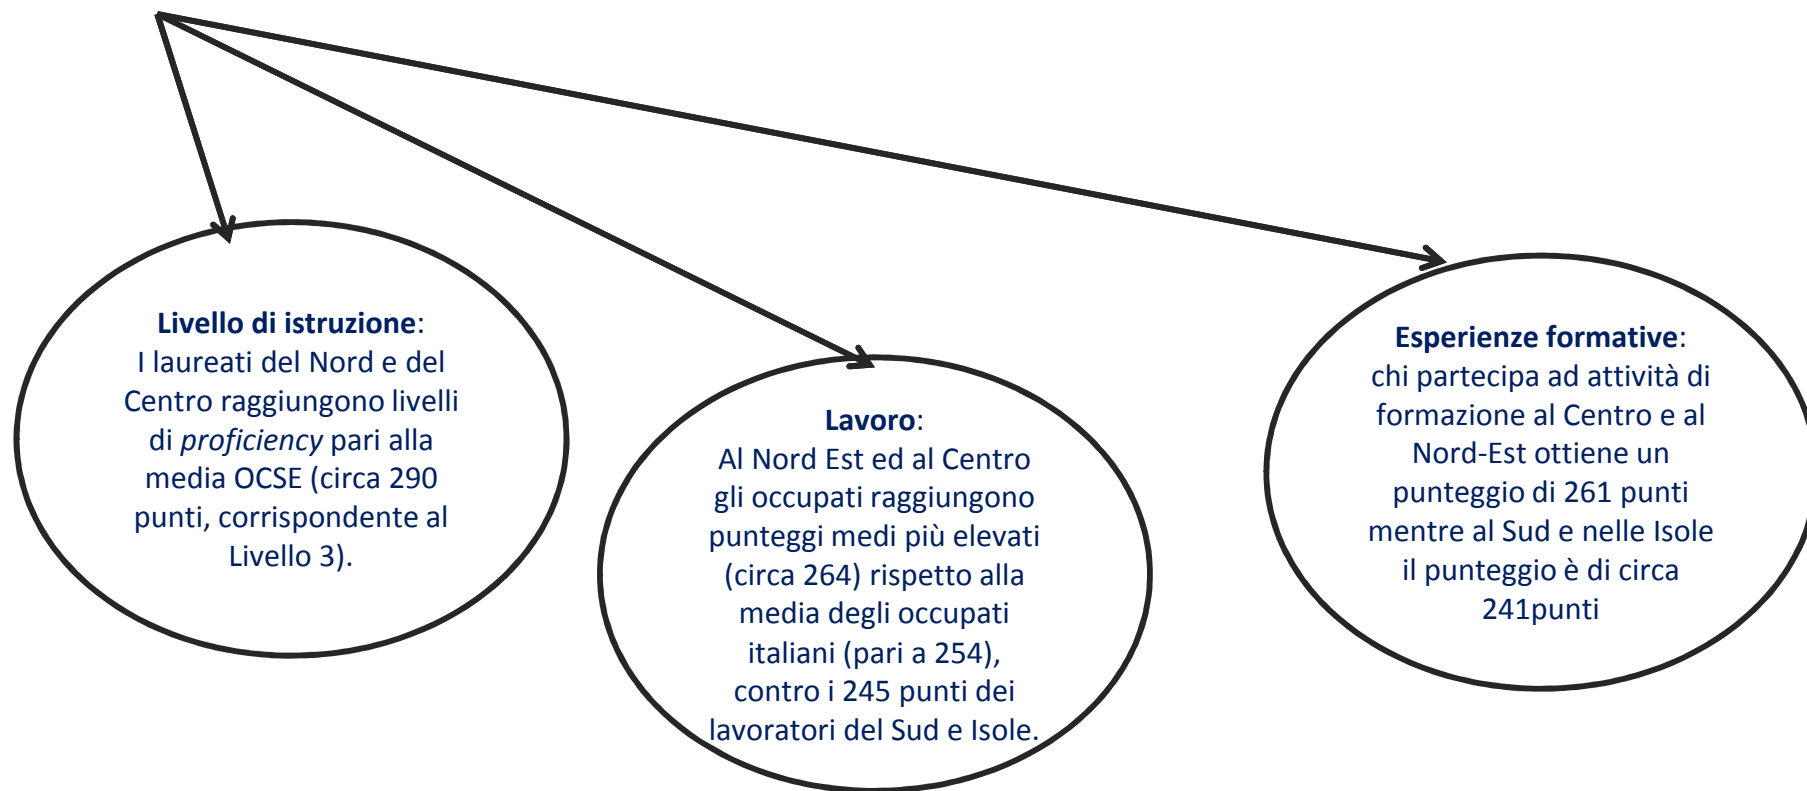 Livello di istruzione:
I laureati del Nord e del
Centro raggiungono livelli
di proficiency pari alla
media OCSE (circa 290
punti, corrispondente al
Livello 3).
Lavoro:
Al Nord Est ed al Centro
gli occupati raggiungono
punteggi medi più elevati
(circa 264) rispetto alla
media degli occupati
italiani (pari a 254),
contro i 245 punti dei
lavoratori del Sud e Isole.
Esperienze formative:
chi partecipa ad attività di
formazione al Centro e al
Nord-Est ottiene un
punteggio di 261 punti
mentre al Sud e nelle Isole
il punteggio è di circa
241punti